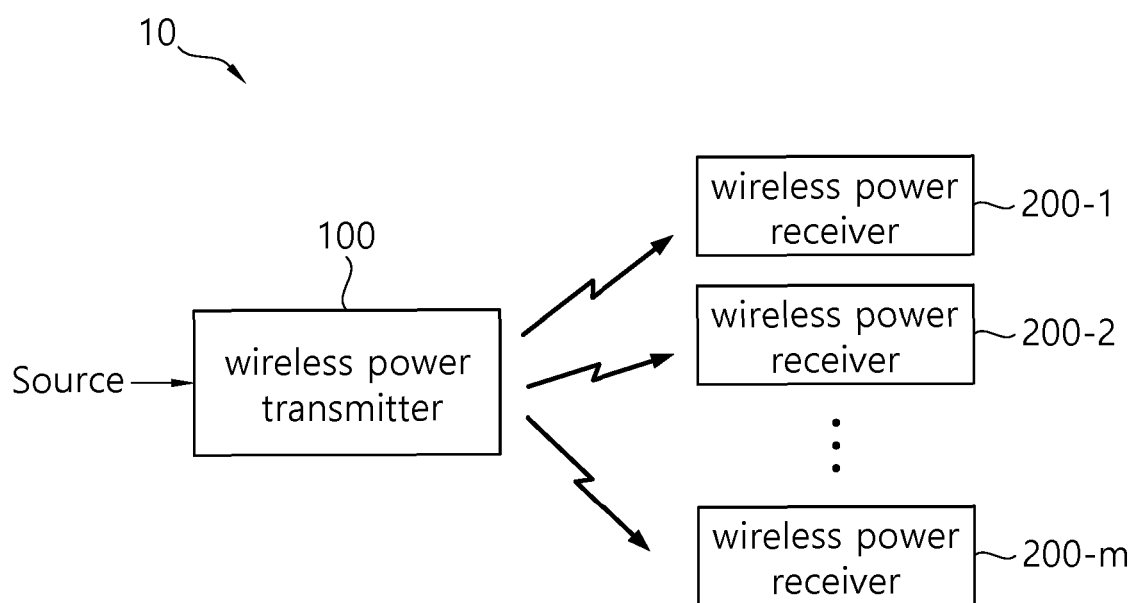 10
100
Source
wireless power
transmitter
wireless power
receiver
200-1
wireless power
receiver
200-2
wireless power
receiver
200-m